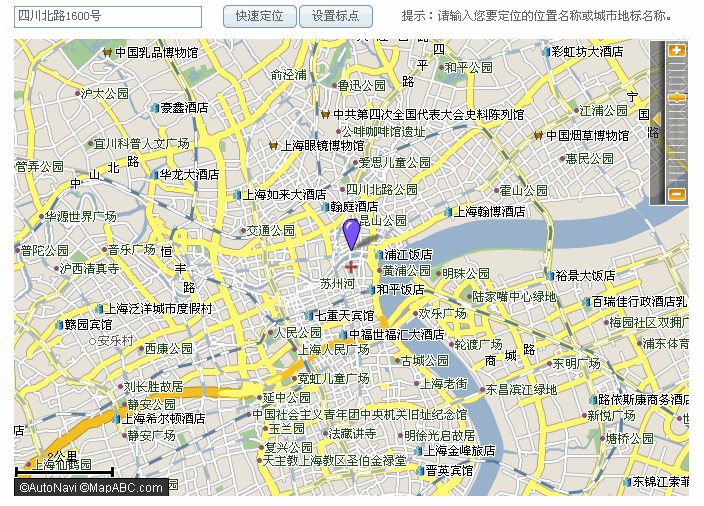 四川北路1600号
快速定位
设置标点
提示：请输入您要定位的位置名称或城市地标名称。
中国乳品博物馆
四平路
彩虹坊大酒店
俞泾浦
和平公园
鲁迅公园
沪太公园
豪鑫酒店
宁国路
江浦公园
中共第四次全国代表大会史料陈列馆
公啡咖啡馆遗址
中国烟草博物馆
宜川科普人文广场
上海眼镜博物馆
惠民公园
管弄公园
中山北路
爱思儿童公园
华龙大酒店
四川北路公园
霍山公园
上海如来大酒店
翰庭酒店
上海翰博酒店
华源世界广场
昆山公园
交通公园
普陀公园
音乐广场
恒丰路
浦江饭店
沪西清真寺
黄浦公园
明珠公园
裕景大饭店
苏州河
和平饭店
陆家嘴中心绿地
百瑞佳行政酒店乳
上海泛洋城市度假村
七重天宾馆
欢乐广场
赣园宾馆
梅园社区双拥广
人民公园
中福世福汇大酒店
安乐村
轮渡广场
浦东体育
西康公园
上海人民广场
商城路
古城公园
东明广场
霓虹儿童广场
刘长胜故居
上海老街
东昌滨江绿地
延中公园
路依斯康商务酒店
静安公园
中国社会主义青年团中央机关旧址纪念馆
新悦广场
上海希尔顿酒店
玉兰园
静安广场
法藏讲寺
明徐光启故居
塘桥公园
复兴公园
上海金峰旅店
2公里
天主教上海教区圣伯金禄堂
上海仙鹤园
晋英宾馆
东锦江索菲
©AutoNavi ©MapABC.com